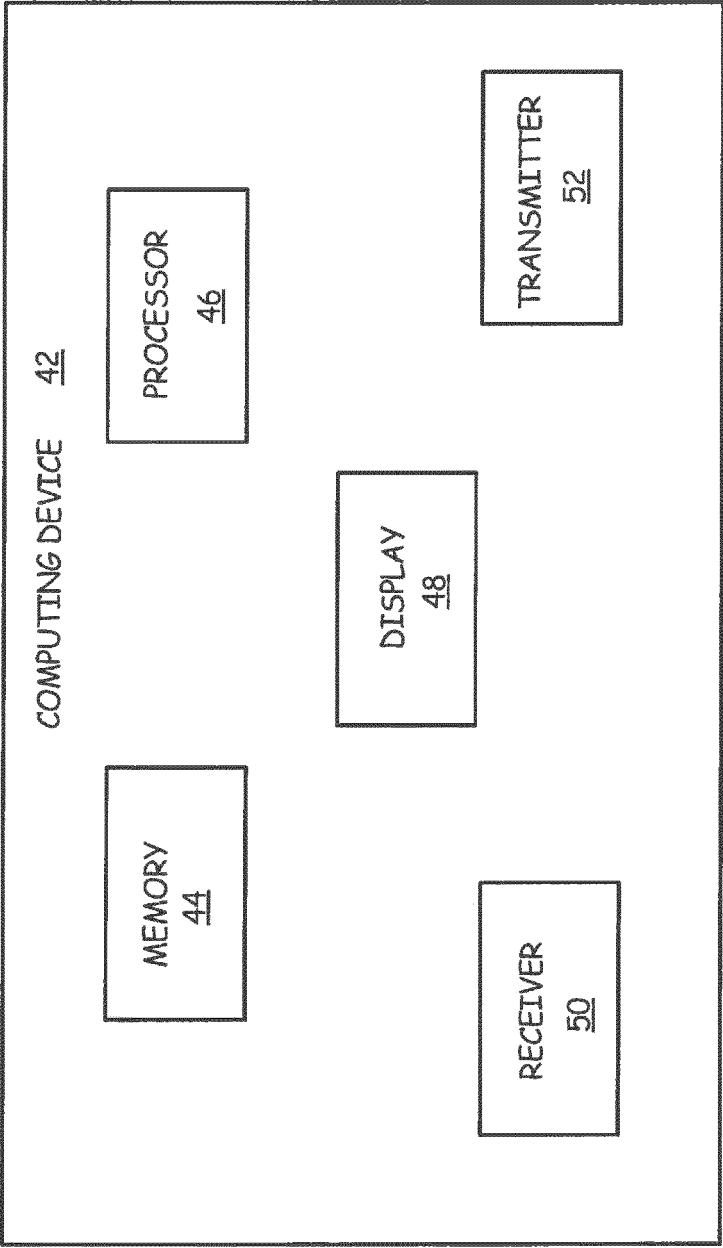 COMPUTING DEVICE 42
MEMORY
44
PROCESSOR
46
DISPLAY
48
RECEIVER
50
TRANSMITTER
52